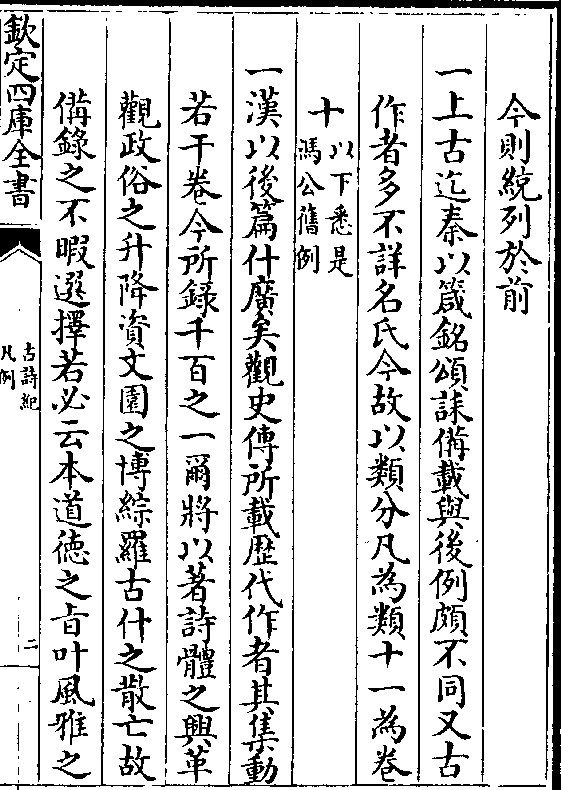 今則統列於前
一上古迄秦以箴銘頌誄備載與後例頗不同又古
作者多不詳名氏今故以類分凡為類十一為卷
十以下悉是
馮公舊例
一漢以後篇什廣矣觀史傳所載歴代作者其集動
若干卷今所錄千百之一爾將以著詩體之興革
觀政俗之升降資文園之博綜羅古什之散亡故
備錄之不暇選擇若必云本道徳之㫖叶風雅之
欽定四庫全書
古詩紀
凡例
二